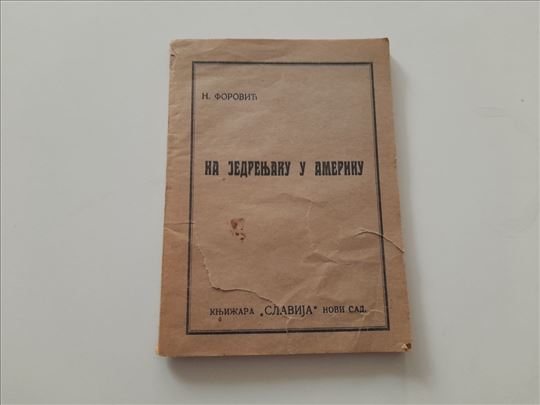 Н. ФОРОВИЋ
НА ЈЕДРЕЊАКУ У АМЕРИКУ
КЊИЖАРА „СЛАВИЈА" НОВИ САД.